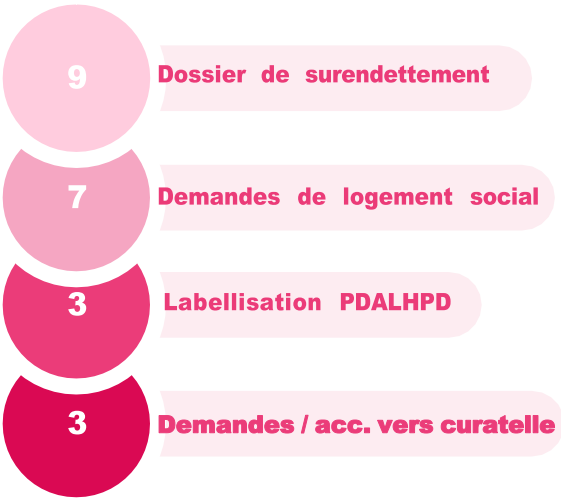 9 Dossier de surendettement
7 Demandes de logement social
3 Labellisation PDALHPD
3 Demandes / acc. vers curatelle